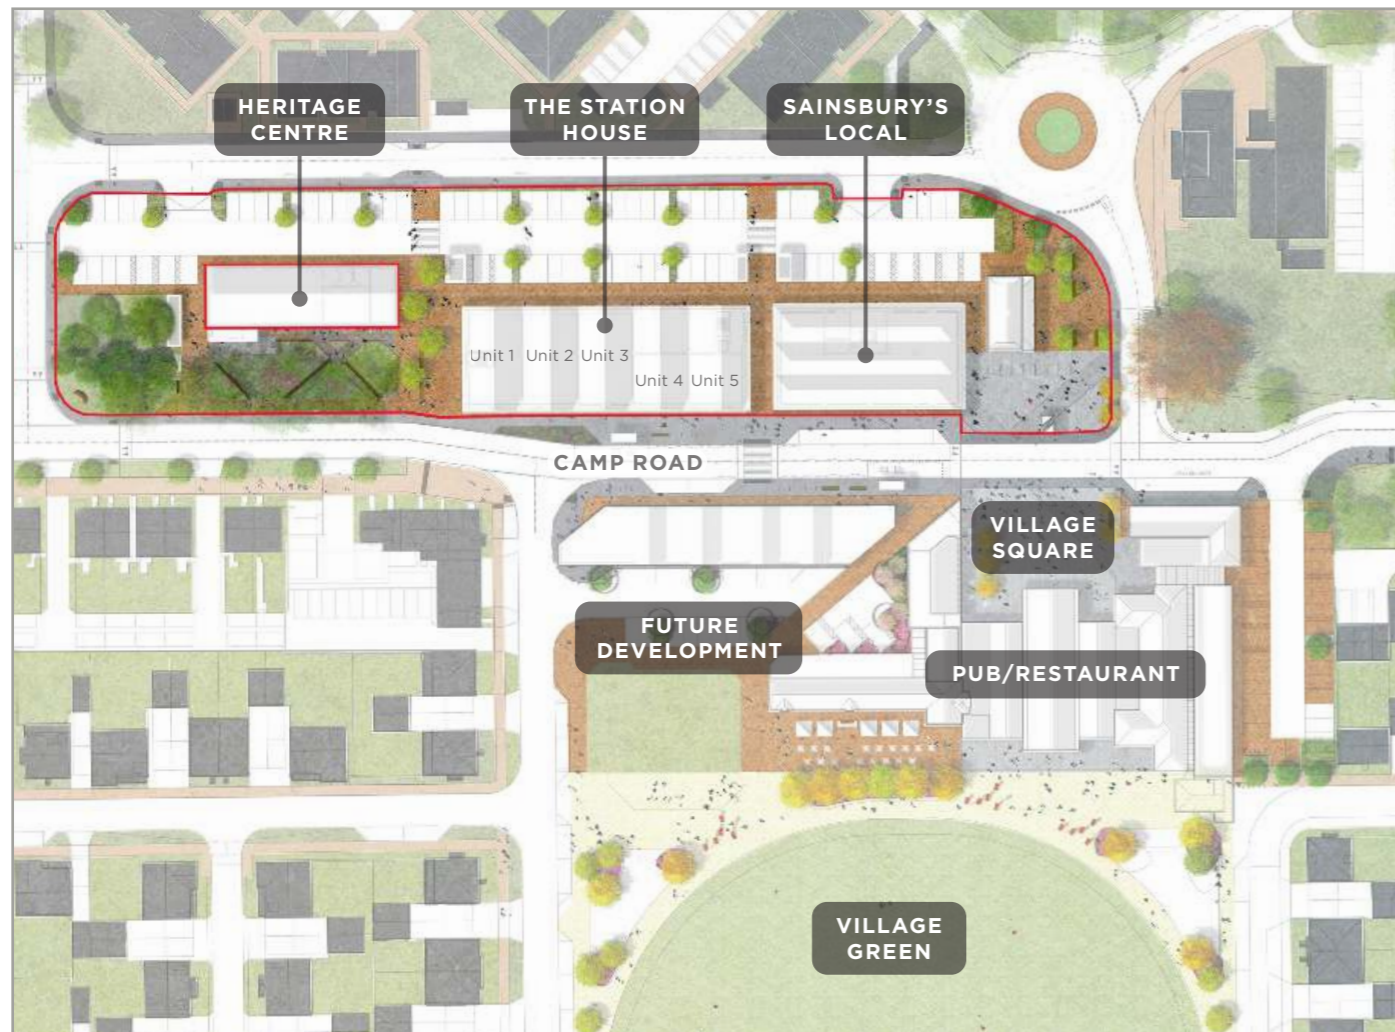 HERITAGE
CENTRE
THE STATION
HOUSE
SAINSBURY'S
LOCAL
Unit 1 Unit 2 Unit 3
Unit 4 Unit 5
CAMP ROAD
VILLAGE
SQUARE
FUTURE
DEVELOPMENT
PUB/RESTAURANT
VILLAGE
GREEN